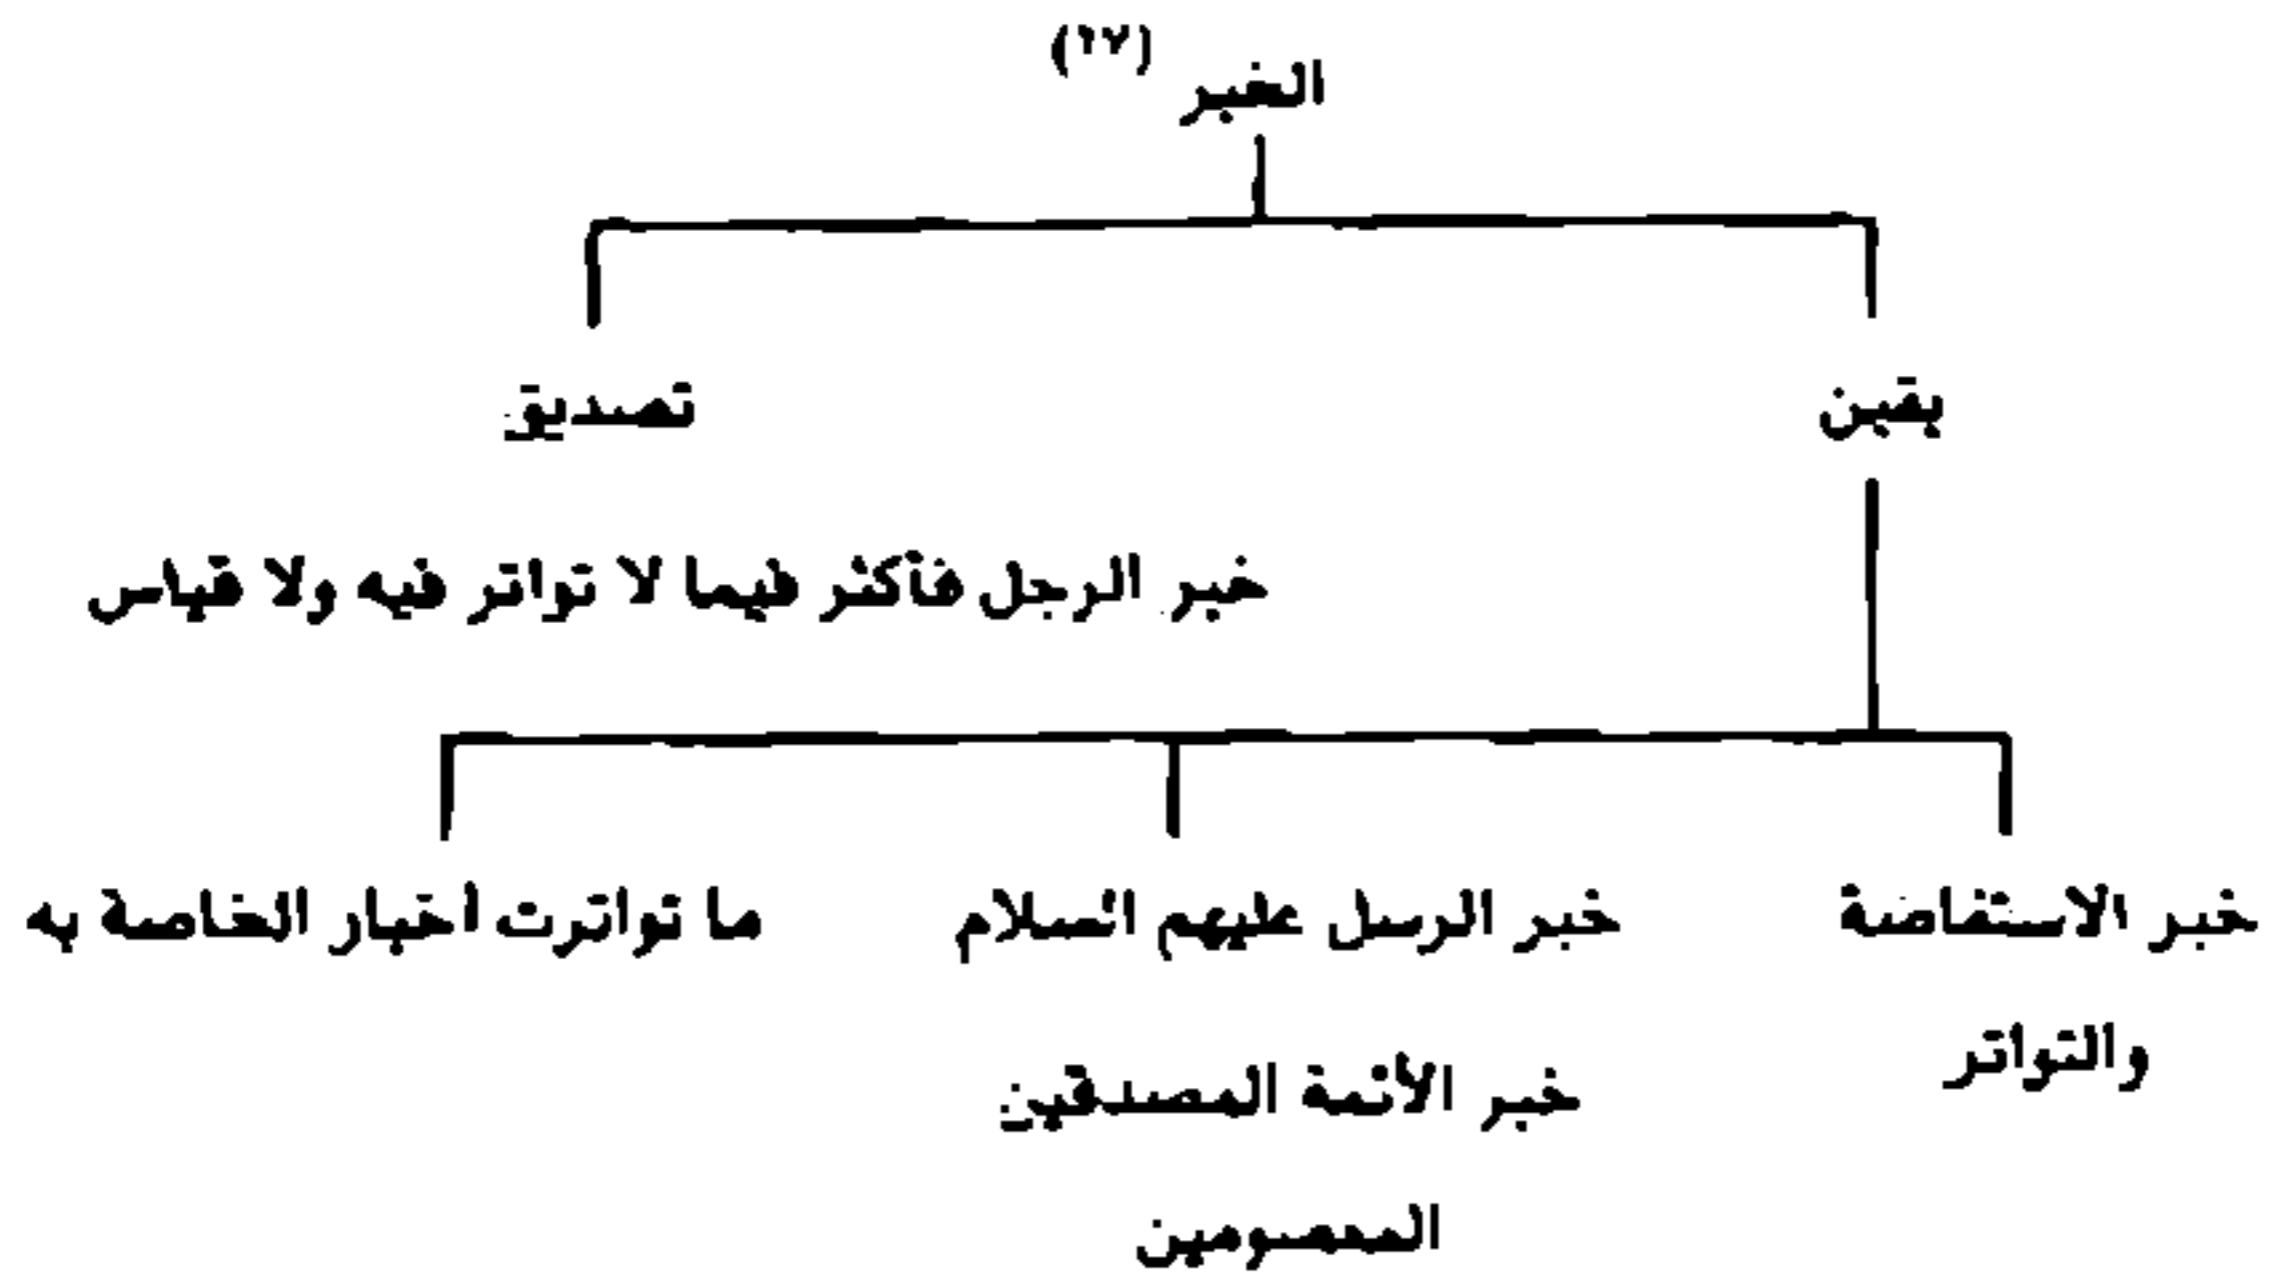 الخبر (٢٧)
يقين
تصديق
خبر الرجل فأكثر فيما لا تواتر فيه ولا قياس
خبر الاستفاضة
والتواتر
خبر الرسل عليهم السلام
خبر الأئمة المصدقين
المعصومين
ما تواترت أخبار الخاصة به